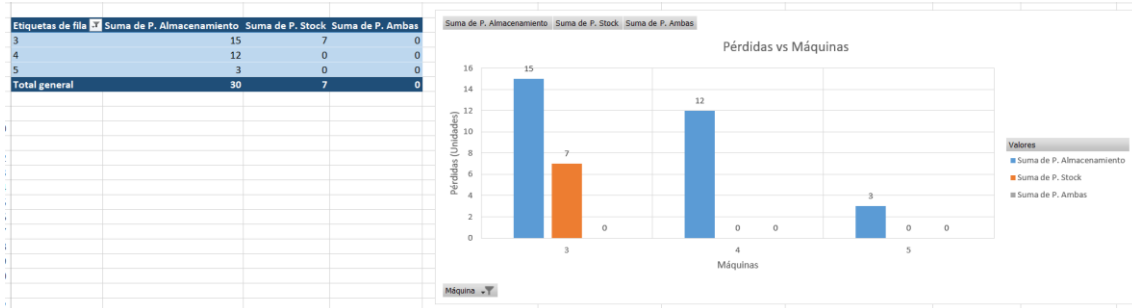 Etiquetas de fila Suma de P. Almacenamiento Suma de P. Stock Suma de P. Ambas
3 15 7 0
4 12 0 0
5 3 0 0
Total general 30 7 0
Suma de P. Almacenamiento Suma de P. Stock Suma de P. Ambas
Pérdidas vs Máquinas
Pérdidas (Unidades)
16
14
12
10
8
6
4
2
0
15
7
0
12
0
0
3
0
0
3
4
5
Máquinas
Valores
Suma de P. Almacenamiento
Suma de P. Stock
Suma de P. Ambas
Máquina